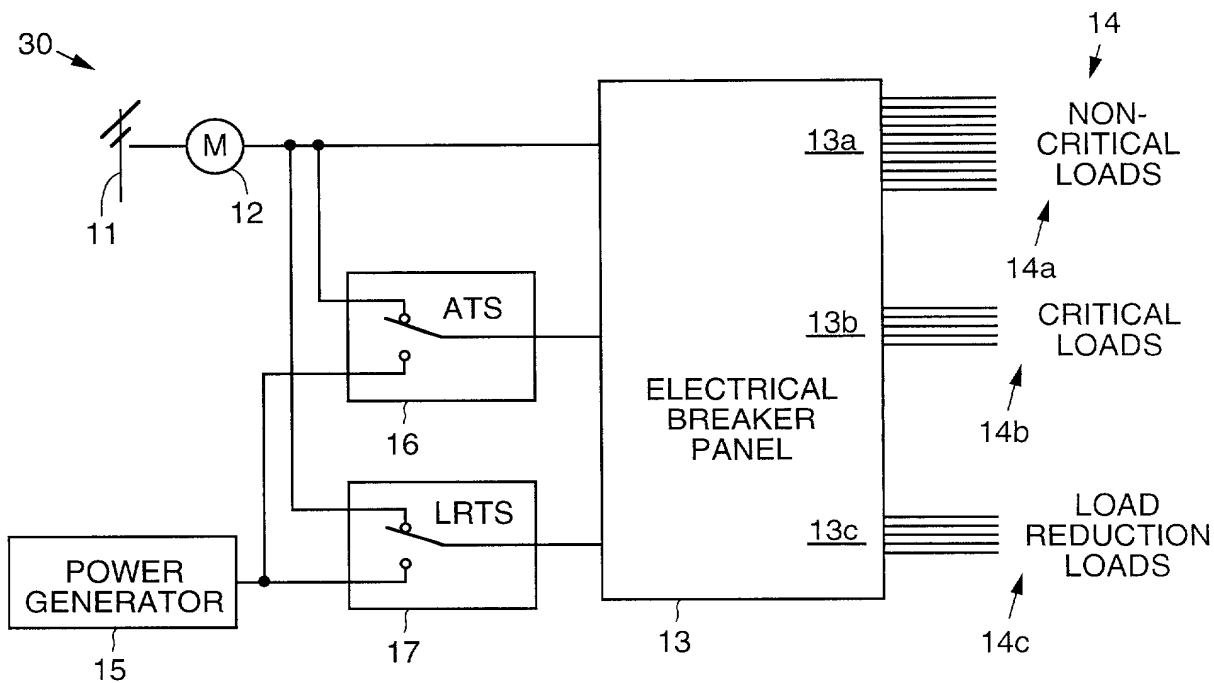 30
14
NON-
CRITICAL
LOADS
M
13a
12
11
14a
ATS
13b
CRITICAL
LOADS
ELECTRICAL
BREAKER
PANEL
16
14b
LRTS
13c
LOAD
REDUCTION
LOADS
POWER
GENERATOR
15
17
13
14c